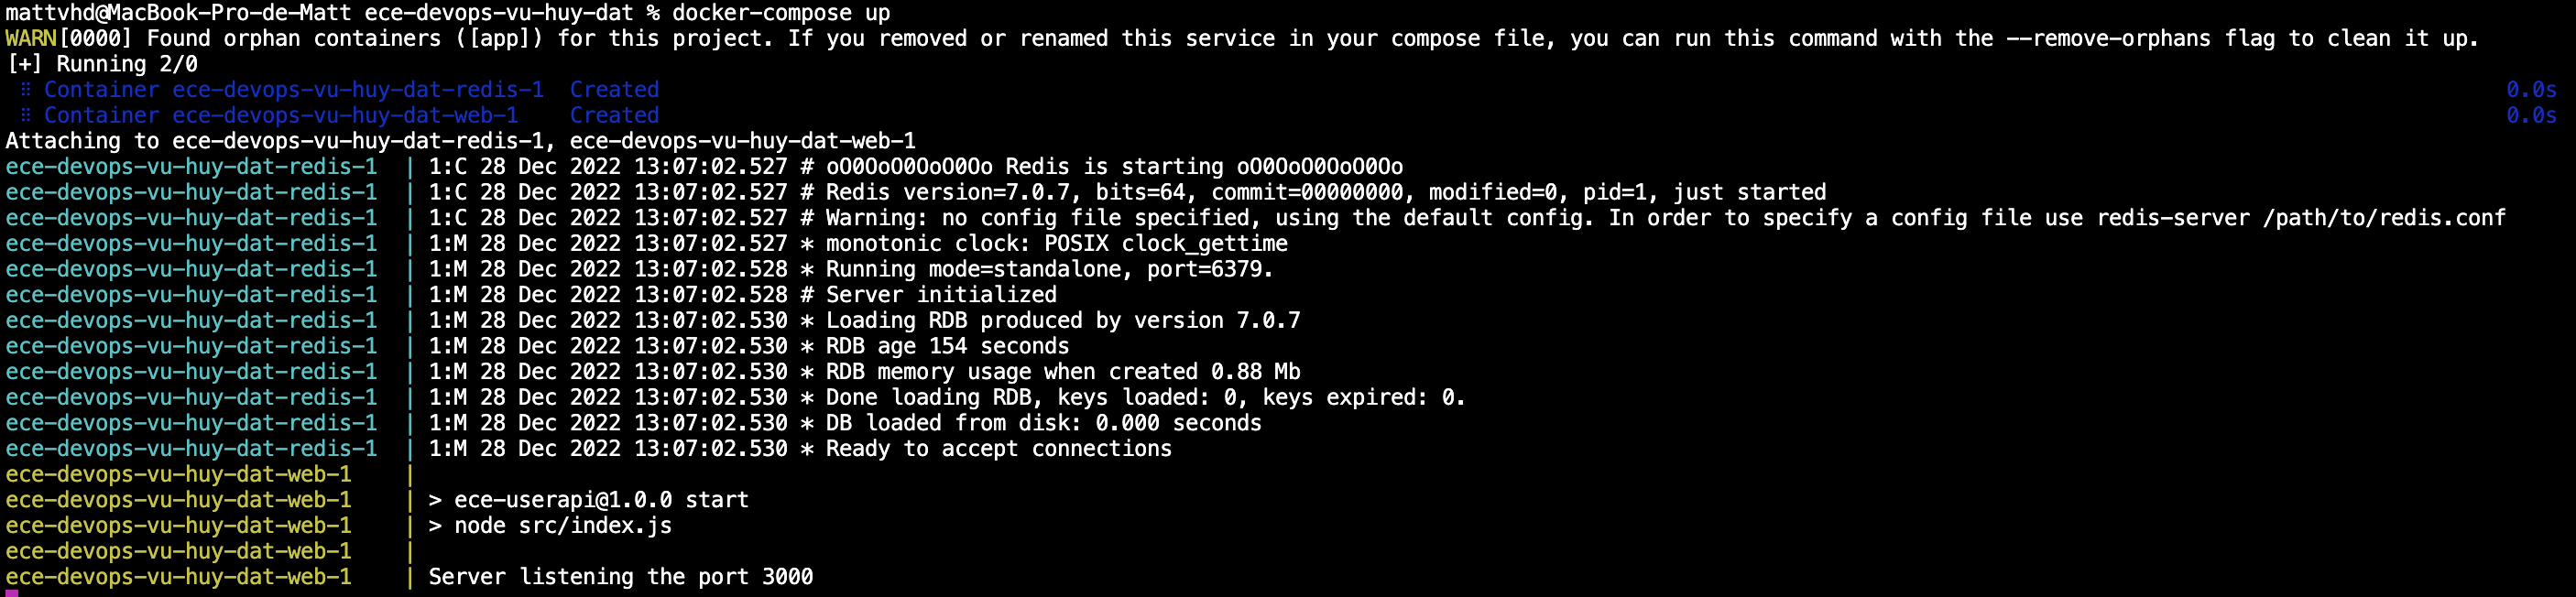 mattvhd@MacBook-Pro-de-Matt ece-devops-vu-huy-dat % docker-compose up
WARN[0000] Found orphan containers ([app]) for this project. If you removed or renamed this service in your compose file, you can run this command with the --remove-orphans flag to clean it up.
[+] Running 2/0
⠿ Container ece-devops-vu-huy-dat-redis-1  Created 0.0s
⠿ Container ece-devops-vu-huy-dat-web-1    Created 0.0s
Attaching to ece-devops-vu-huy-dat-redis-1, ece-devops-vu-huy-dat-web-1
ece-devops-vu-huy-dat-redis-1  | 1:C 28 Dec 2022 13:07:02.527 # oO0OoO0OoO0Oo Redis is starting oO0OoO0OoO0Oo
ece-devops-vu-huy-dat-redis-1  | 1:C 28 Dec 2022 13:07:02.527 # Redis version=7.0.7, bits=64, commit=00000000, modified=0, pid=1, just started
ece-devops-vu-huy-dat-redis-1  | 1:C 28 Dec 2022 13:07:02.527 # Warning: no config file specified, using the default config. In order to specify a config file use redis-server /path/to/redis.conf
ece-devops-vu-huy-dat-redis-1  | 1:M 28 Dec 2022 13:07:02.527 * monotonic clock: POSIX clock_gettime
ece-devops-vu-huy-dat-redis-1  | 1:M 28 Dec 2022 13:07:02.528 * Running mode=standalone, port=6379.
ece-devops-vu-huy-dat-redis-1  | 1:M 28 Dec 2022 13:07:02.528 # Server initialized
ece-devops-vu-huy-dat-redis-1  | 1:M 28 Dec 2022 13:07:02.530 * Loading RDB produced by version 7.0.7
ece-devops-vu-huy-dat-redis-1  | 1:M 28 Dec 2022 13:07:02.530 * RDB age 154 seconds
ece-devops-vu-huy-dat-redis-1  | 1:M 28 Dec 2022 13:07:02.530 * RDB memory usage when created 0.88 Mb
ece-devops-vu-huy-dat-redis-1  | 1:M 28 Dec 2022 13:07:02.530 * Done loading RDB, keys loaded: 0, keys expired: 0.
ece-devops-vu-huy-dat-redis-1  | 1:M 28 Dec 2022 13:07:02.530 * DB loaded from disk: 0.000 seconds
ece-devops-vu-huy-dat-redis-1  | 1:M 28 Dec 2022 13:07:02.530 * Ready to accept connections
ece-devops-vu-huy-dat-web-1    |
ece-devops-vu-huy-dat-web-1    | > ece-userapi@1.0.0 start
ece-devops-vu-huy-dat-web-1    | > node src/index.js
ece-devops-vu-huy-dat-web-1    |
ece-devops-vu-huy-dat-web-1    | Server listening the port 3000